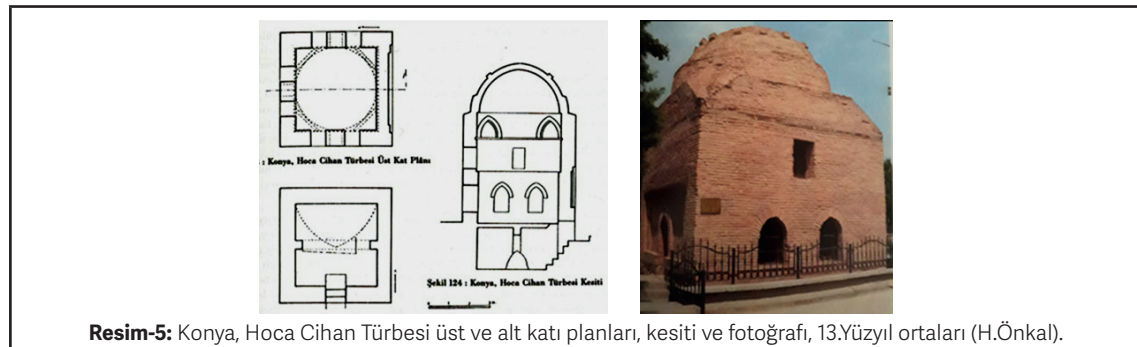 : Konya, Hoca Cihan Türbesi Üst Kat Plânı
Şekil 124 : Konya, Hoca Cihan Türbesi Kesiti
Resim-5: Konya, Hoca Cihan Türbesi üst ve alt katı planları, kesiti ve fotoğrafı, 13.Yüzyıl ortaları (H.Önkal).